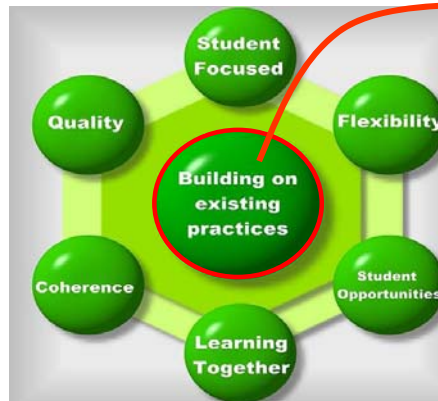 Student
Focused
Quality
Flexibility
Building on
existing
practices
Coherence
Student
Opportunities
Learning
Together